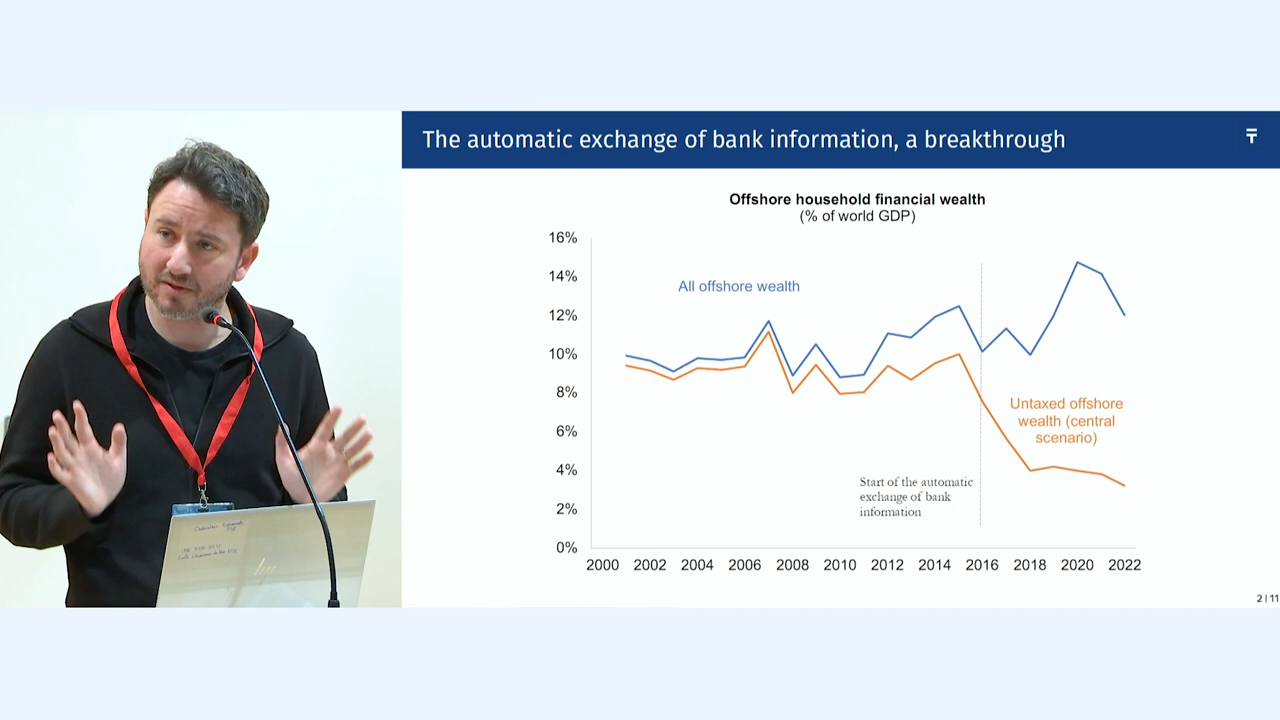 The automatic exchange of bank information, a breakthrough
Offshore household financial wealth
(% of world GDP)
16%
14%
12%
10%
8%
6%
4%
2%
0%
All offshore wealth
Untaxed offshore
wealth (central
scenario)
Start of the automatic
exchange of bank
information
2000 2002 2004 2006 2008 2010 2012 2014 2016 2018 2020 2022
2 | 11
hp